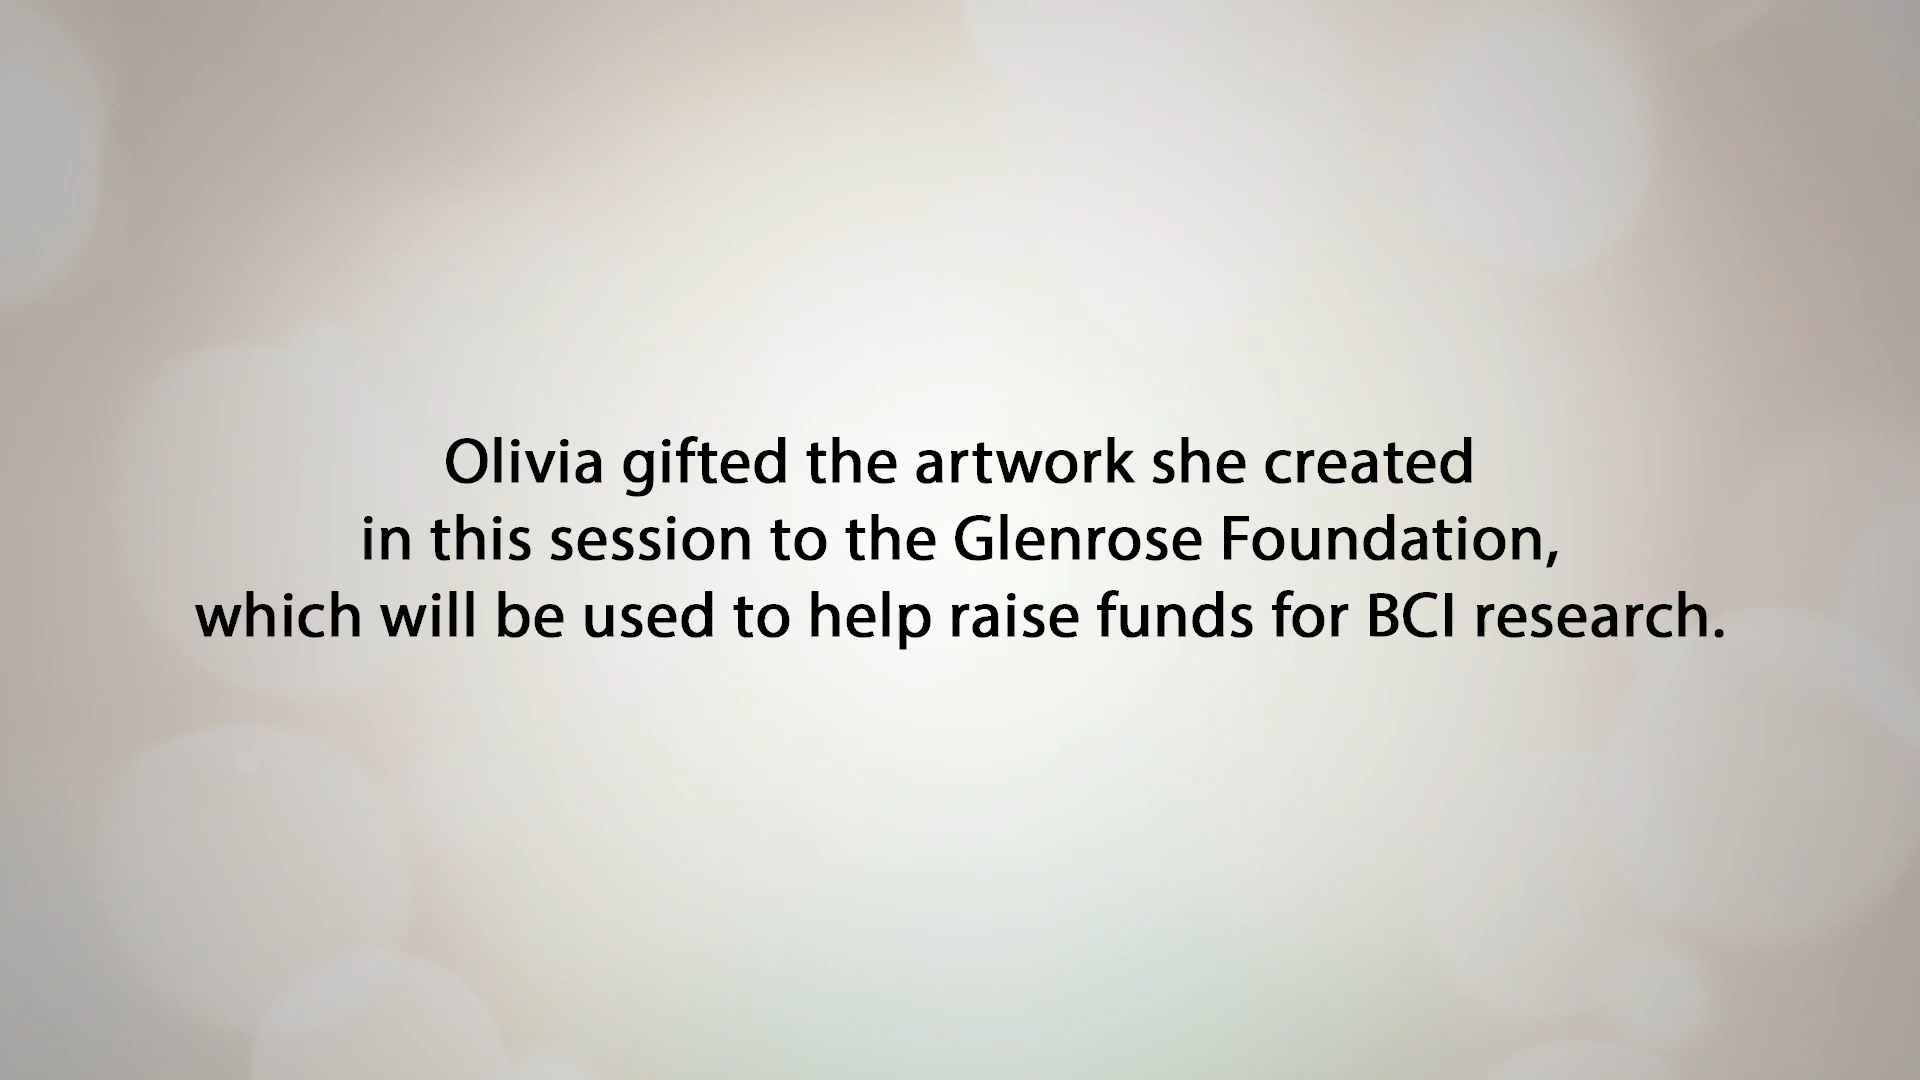 Olivia gifted the artwork she created
in this session to the Glenrose Foundation,
which will be used to help raise funds for BCI research.